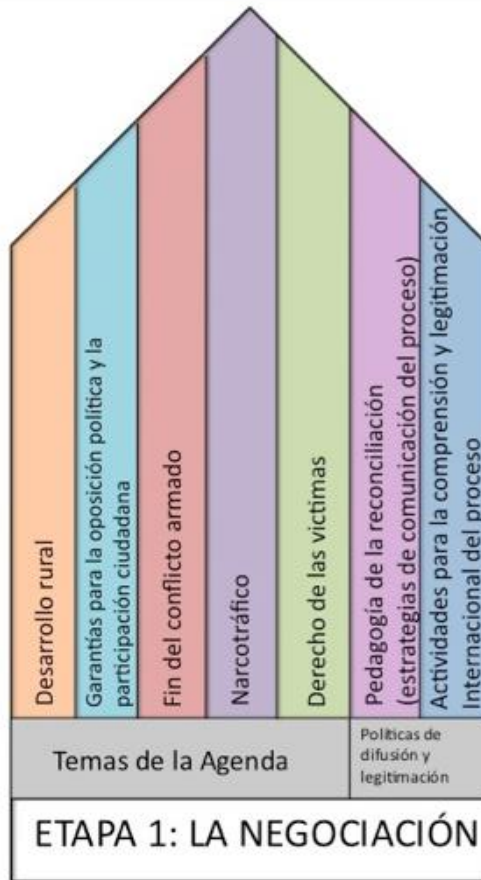 Desarrollo rural
Garantías para la oposición política y la
participación ciudadana
Fin del conflicto armado
Narcotráfico
Derecho de las victimas
Pedagogía de la reconciliación
(estrategias de comunicación del proceso)
Actividades para la comprensión y legitimación
Internacional del proceso
Temas de la Agenda
Políticas de
difusión y
legitimación
ETAPA 1: LA NEGOCIACIÓN